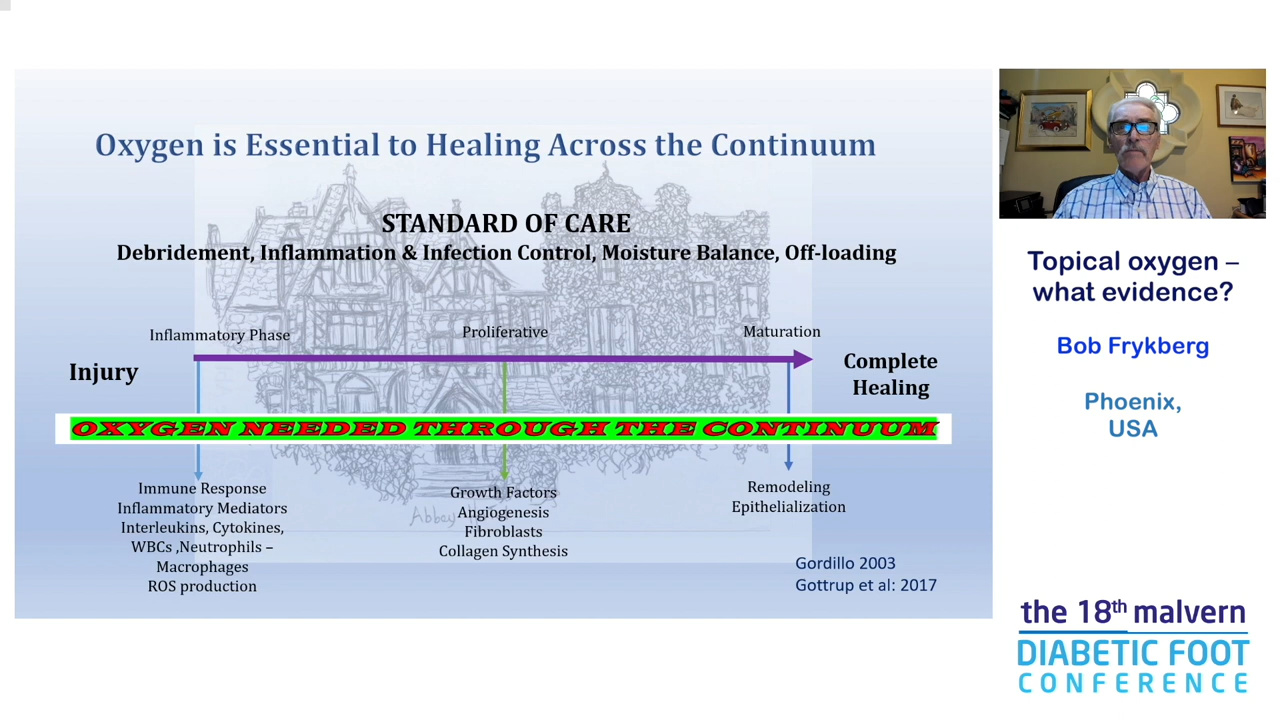 Oxygen is Essential to Healing Across the Continuum
STANDARD OF CARE
Debridement, Inflammation & Infection Control, Moisture Balance, Off-loading
Inflammatory Phase
Proliferative
Maturation
Injury
Complete
Healing
OXYGEN NEEDED THROUGH THE CONTINUUM
Immune Response
Inflammatory Mediators
Interleukins, Cytokines,
WBCs ,Neutrophils –
Macrophages
ROS production
Growth Factors
Angiogenesis
Fibroblasts
Collagen Synthesis
Remodeling
Epithelialization
Abbey
Gordillo 2003
Gottrup et al: 2017
Topical oxygen –
what evidence?
Bob Frykberg
Phoenix,
USA
the 18th malvern
DIABETIC FOOT
CONFERENCE